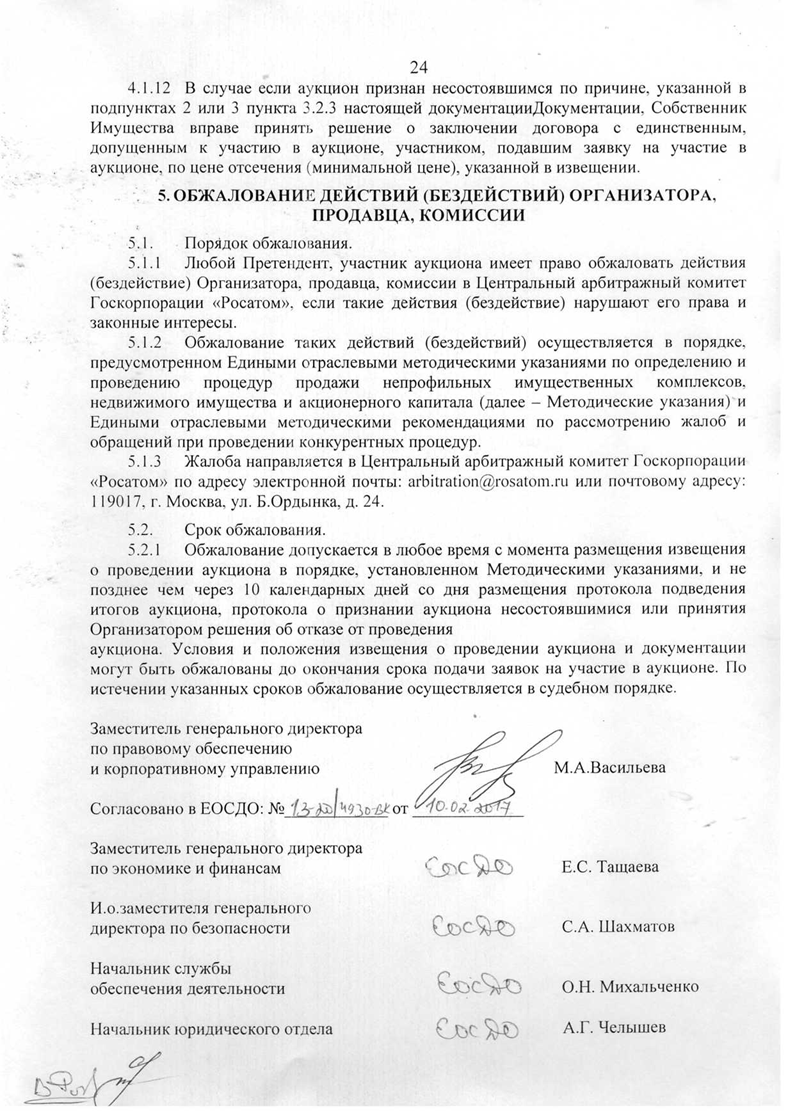 24
4.1.12 В случае если аукцион признан несостоявшимся по причине, указанной в
подпунктах 2 или 3 пункта 3.2.3 настоящей документацииДокументации, Собственник
Имущества вправе принять решение о заключении договора с единственным,
допущенным к участию в аукционе, участником, подавшим заявку на участие в
аукционе, по цене отсечения (минимальной цене), указанной в извещении.
5. ОБЖАЛОВАНИЕ ДЕЙСТВИЙ (БЕЗДЕЙСТВИЙ) ОРГАНИЗАТОРА,
ПРОДАВЦА, КОМИССИИ
5.1. Порядок обжалования.
5.1.1 Любой Претендент, участник аукциона имеет право обжаловать действия
(бездействие) Организатора, продавца, комиссии в Центральный арбитражный комитет
Госкорпорации «Росатом», если такие действия (бездействие) нарушают его права и
законные интересы.
5.1.2 Обжалование таких действий (бездействий) осуществляется в порядке,
предусмотренном Едиными отраслевыми методическими указаниями по определению и
проведению процедур продажи непрофильных имущественных комплексов,
недвижимого имущества и акционерного капитала (далее – Методические указания) и
Едиными отраслевыми методическими рекомендациями по рассмотрению жалоб и
обращений при проведении конкурентных процедур.
5.1.3 Жалоба направляется в Центральный арбитражный комитет Госкорпорации
«Росатом» по адресу электронной почты: arbitration@rosatom.ru или почтовому адресу:
119017, г. Москва, ул. Б.Ордынка, д. 24.
5.2. Срок обжалования.
5.2.1 Обжалование допускается в любое время с момента размещения извещения
о проведении аукциона в порядке, установленном Методическими указаниями, и не
позднее чем через 10 календарных дней со дня размещения протокола подведения
итогов аукциона, протокола о признании аукциона несостоявшимися или принятия
Организатором решения об отказе от проведения
аукциона. Условия и положения извещения о проведении аукциона и документации
могут быть обжалованы до окончания срока подачи заявок на участие в аукционе. По
истечении указанных сроков обжалование осуществляется в судебном порядке.
Заместитель генерального директора
по правовому обеспечению
и корпоративному управлению М.А.Васильева
Согласовано в ЕОСДО: № от 10.02.2017
Заместитель генерального директора
по экономике и финансам ЕОСДО Е.С. Тащаева
И.о.заместителя генерального
директора по безопасности ЕОСДО С.А. Шахматов
Начальник службы
обеспечения деятельности ЕОСДО О.Н. Михальченко
Начальник юридического отдела ЕОСДО А.Г. Челышев